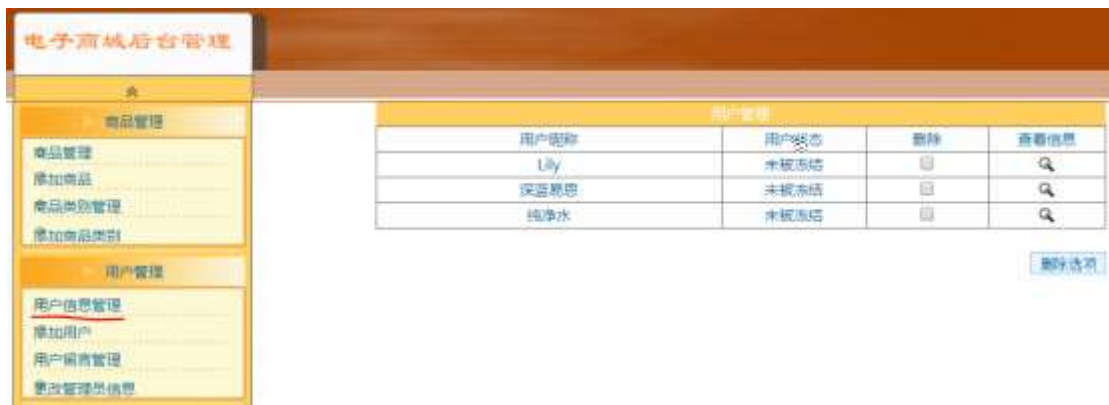 电子商城后台管理
商品管理
商品管理
添加商品
商品类别管理
添加商品类别
用户管理
用户信息管理
添加用户
用户留言管理
更改管理员信息
用户管理
用户昵称 用户状态 删除 查看信息
Lily 未被冻结
深蓝易思 未被冻结
纯净水 未被冻结
删除选项